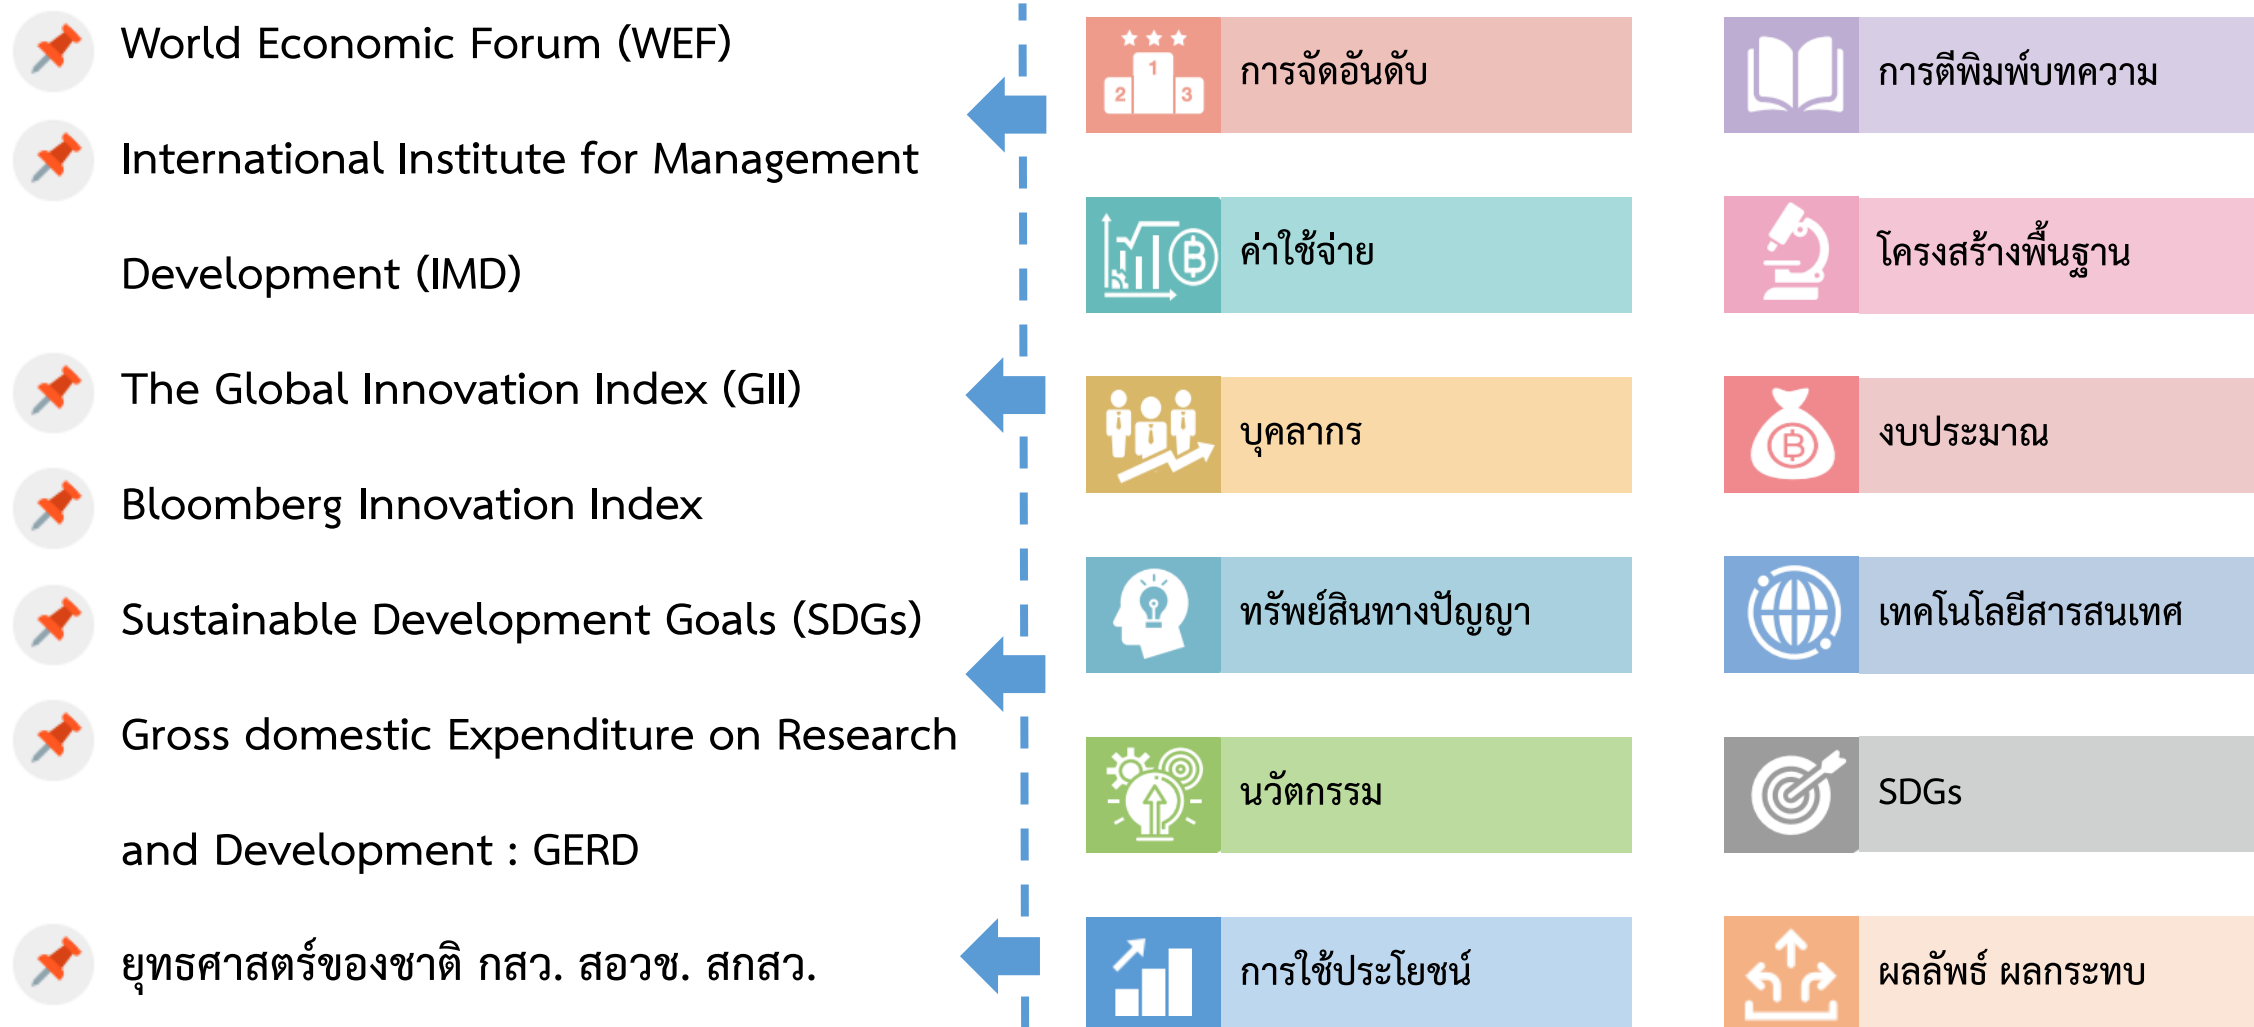 World Economic Forum (WEF)
International Institute for Management
Development (IMD)
The Global Innovation Index (GII)
Bloomberg Innovation Index
Sustainable Development Goals (SDGs)
Gross domestic Expenditure on Research
and Development : GERD
ยุทธศาสตร์ของชาติ กสว. สอวช. สกสว.
1
2 3
การจัดอันดับ
ค่าใช้จ่าย
บุคลากร
ทรัพย์สินทางปัญญา
นวัตกรรม
การใช้ประโยชน์
การตีพิมพ์บทความ
โครงสร้างพื้นฐาน
งบประมาณ
เทคโนโลยีสารสนเทศ
SDGs
ผลลัพธ์ ผลกระทบ